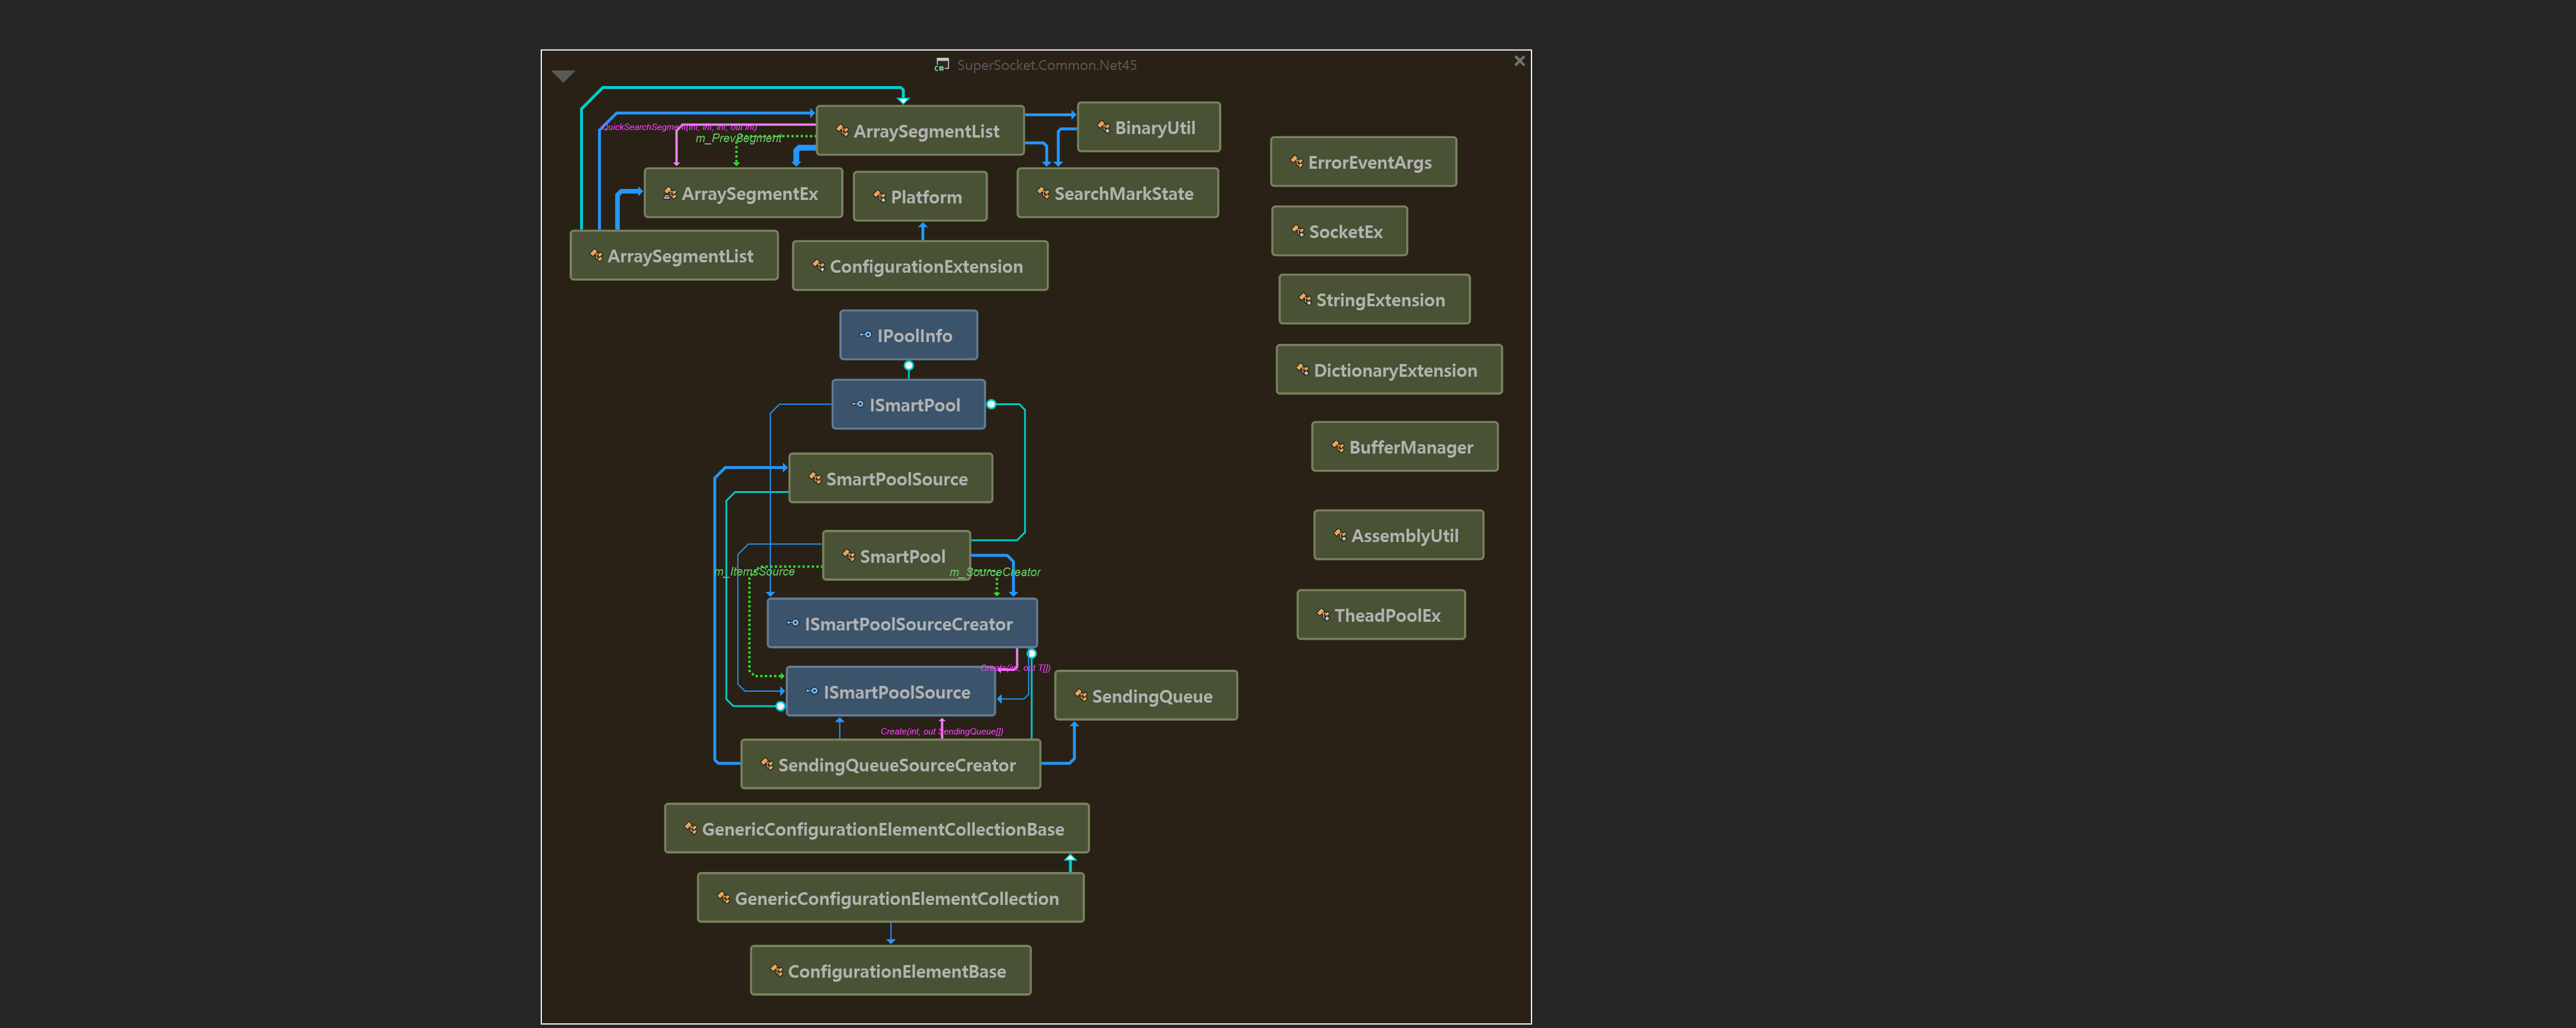 SuperSocket.Common.Net45
ArraySegmentList
BinaryUtil
QuickSearchSegment(int, int, int, out int)
m_PrevSegment
ErrorEventArgs
ArraySegmentEx
Platform
SearchMarkState
SocketEx
ArraySegmentList
ConfigurationExtension
StringExtension
IPoolInfo
DictionaryExtension
ISmartPool
BufferManager
SmartPoolSource
AssemblyUtil
SmartPool
m_ItemsSource
m_SourceCreator
TheadPoolEx
ISmartPoolSourceCreator
Create(int, out T[])
ISmartPoolSource
SendingQueue
Create(int, out SendingQueue[])
SendingQueueSourceCreator
GenericConfigurationElementCollectionBase
GenericConfigurationElementCollection
ConfigurationElementBase